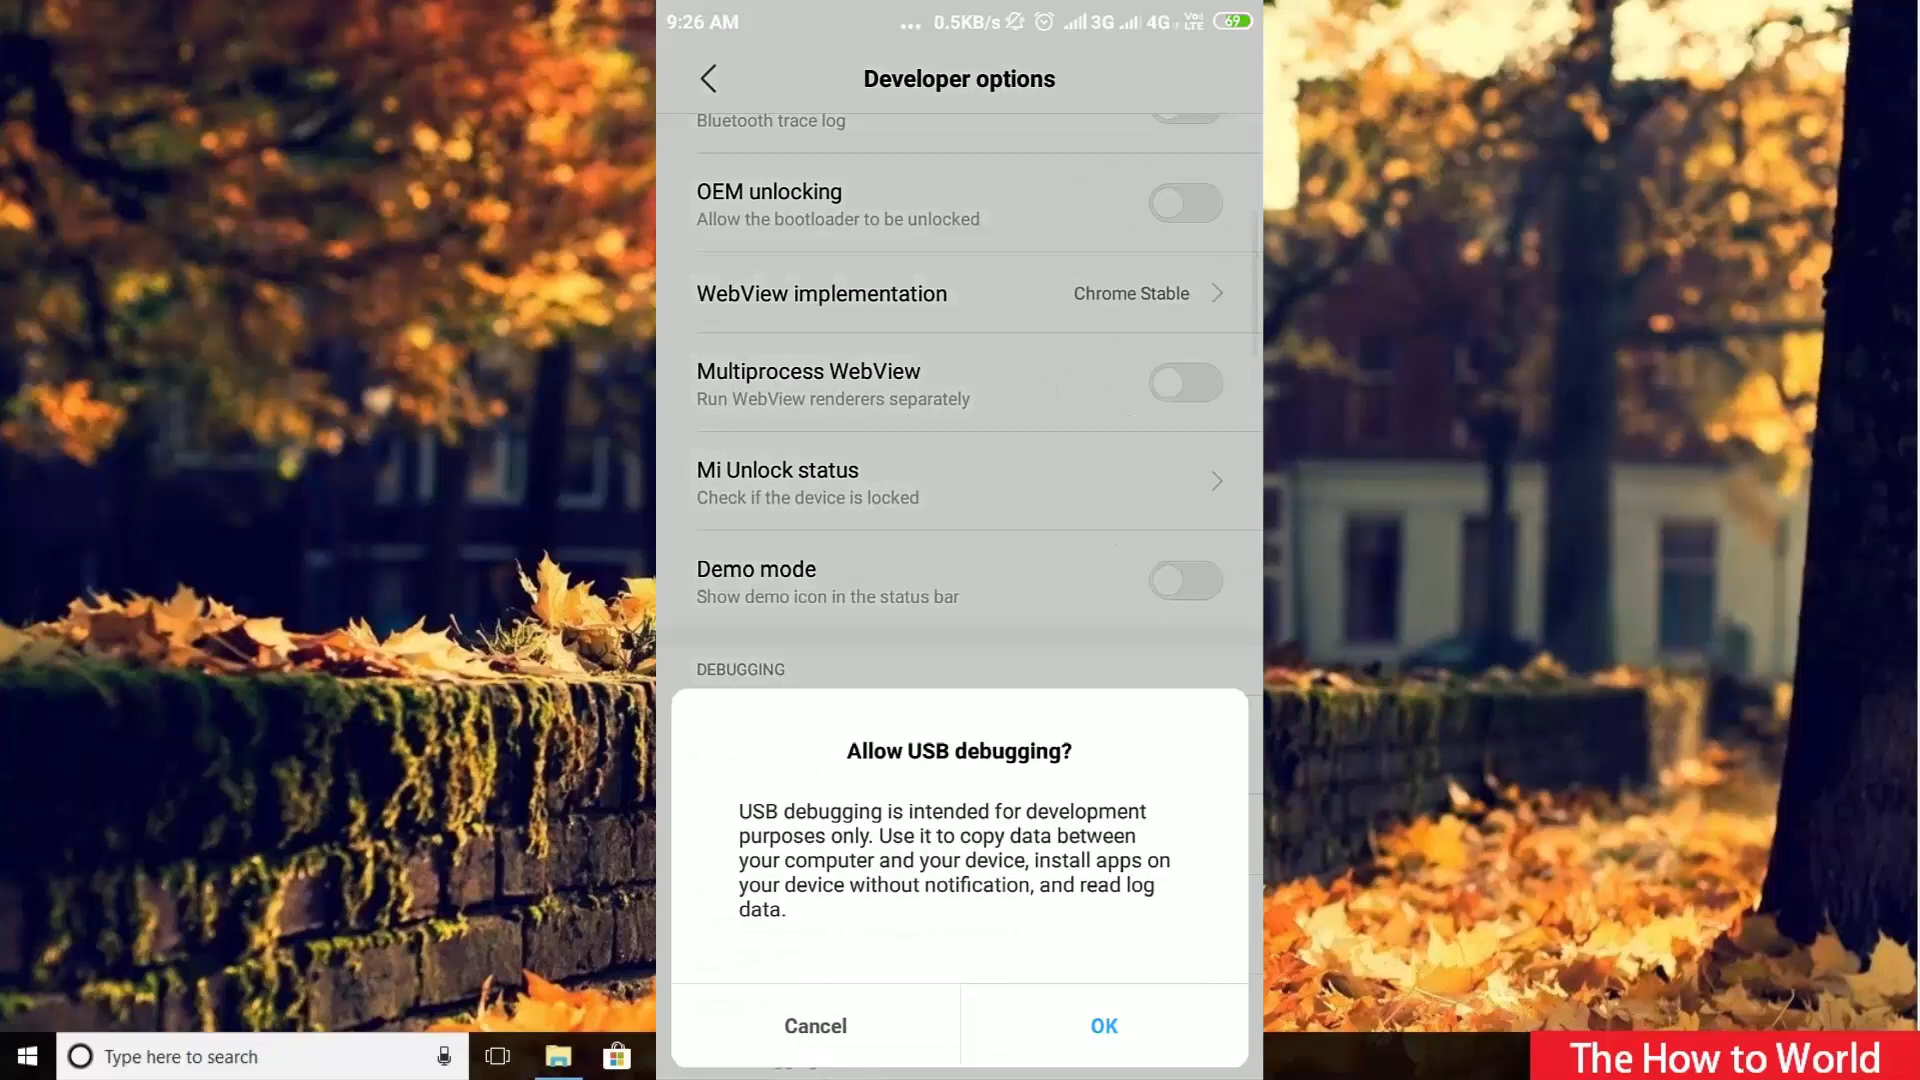 9:26 AM
... 0.5KB/s 3G 4G Vo) LTE 69
Developer options
Bluetooth trace log
OEM unlocking
Allow the bootloader to be unlocked
WebView implementation
Chrome Stable
Multiprocess WebView
Run WebView renderers separately
Mi Unlock status
Check if the device is locked
Demo mode
Show demo icon in the status bar
DEBUGGING
Allow USB debugging?
USB debugging is intended for development
purposes only. Use it to copy data between
your computer and your device, install apps on
your device without notification, and read log
data.
Cancel
OK
Type here to search
The How to World